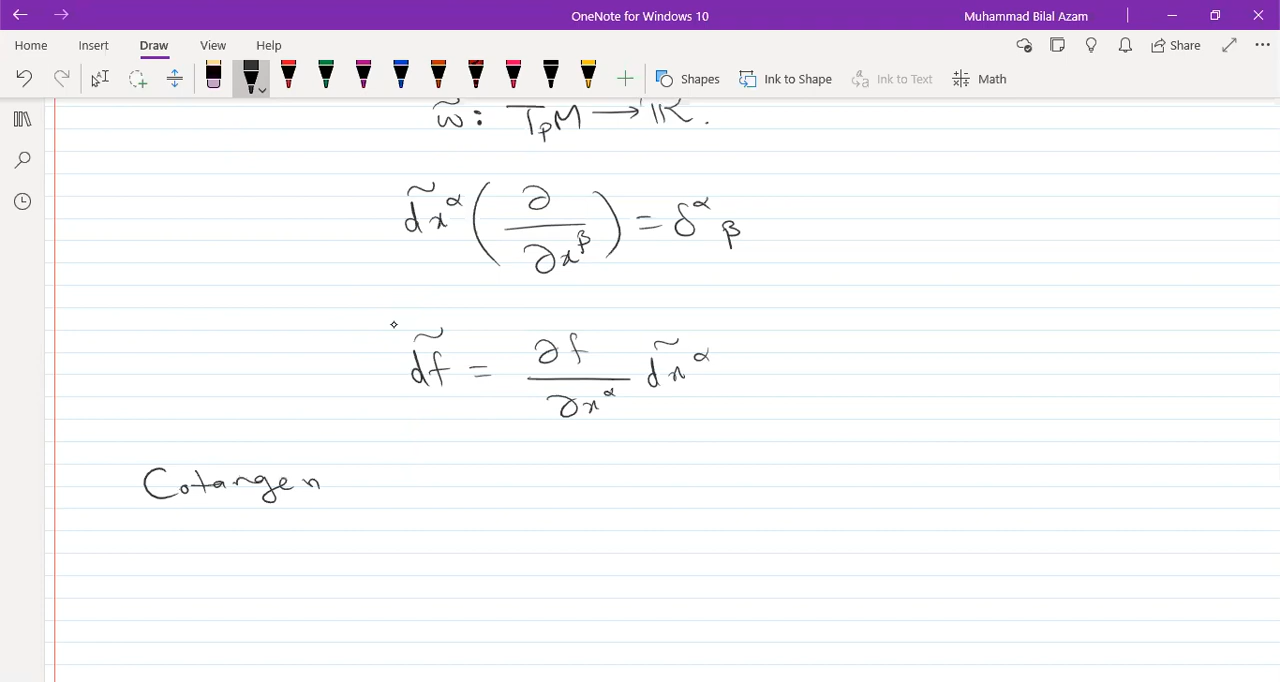 OneNote for Windows 10 Muhammad Bilal Azam
Home Insert Draw View Help Share
Shapes Ink to Shape Ink to Text Math
w̃ : TₚM → ℝ.
d̃x^α (∂/∂x^β) = δ^α_β
d̃f = ∂f/∂x^α d̃x^α
Cotangen